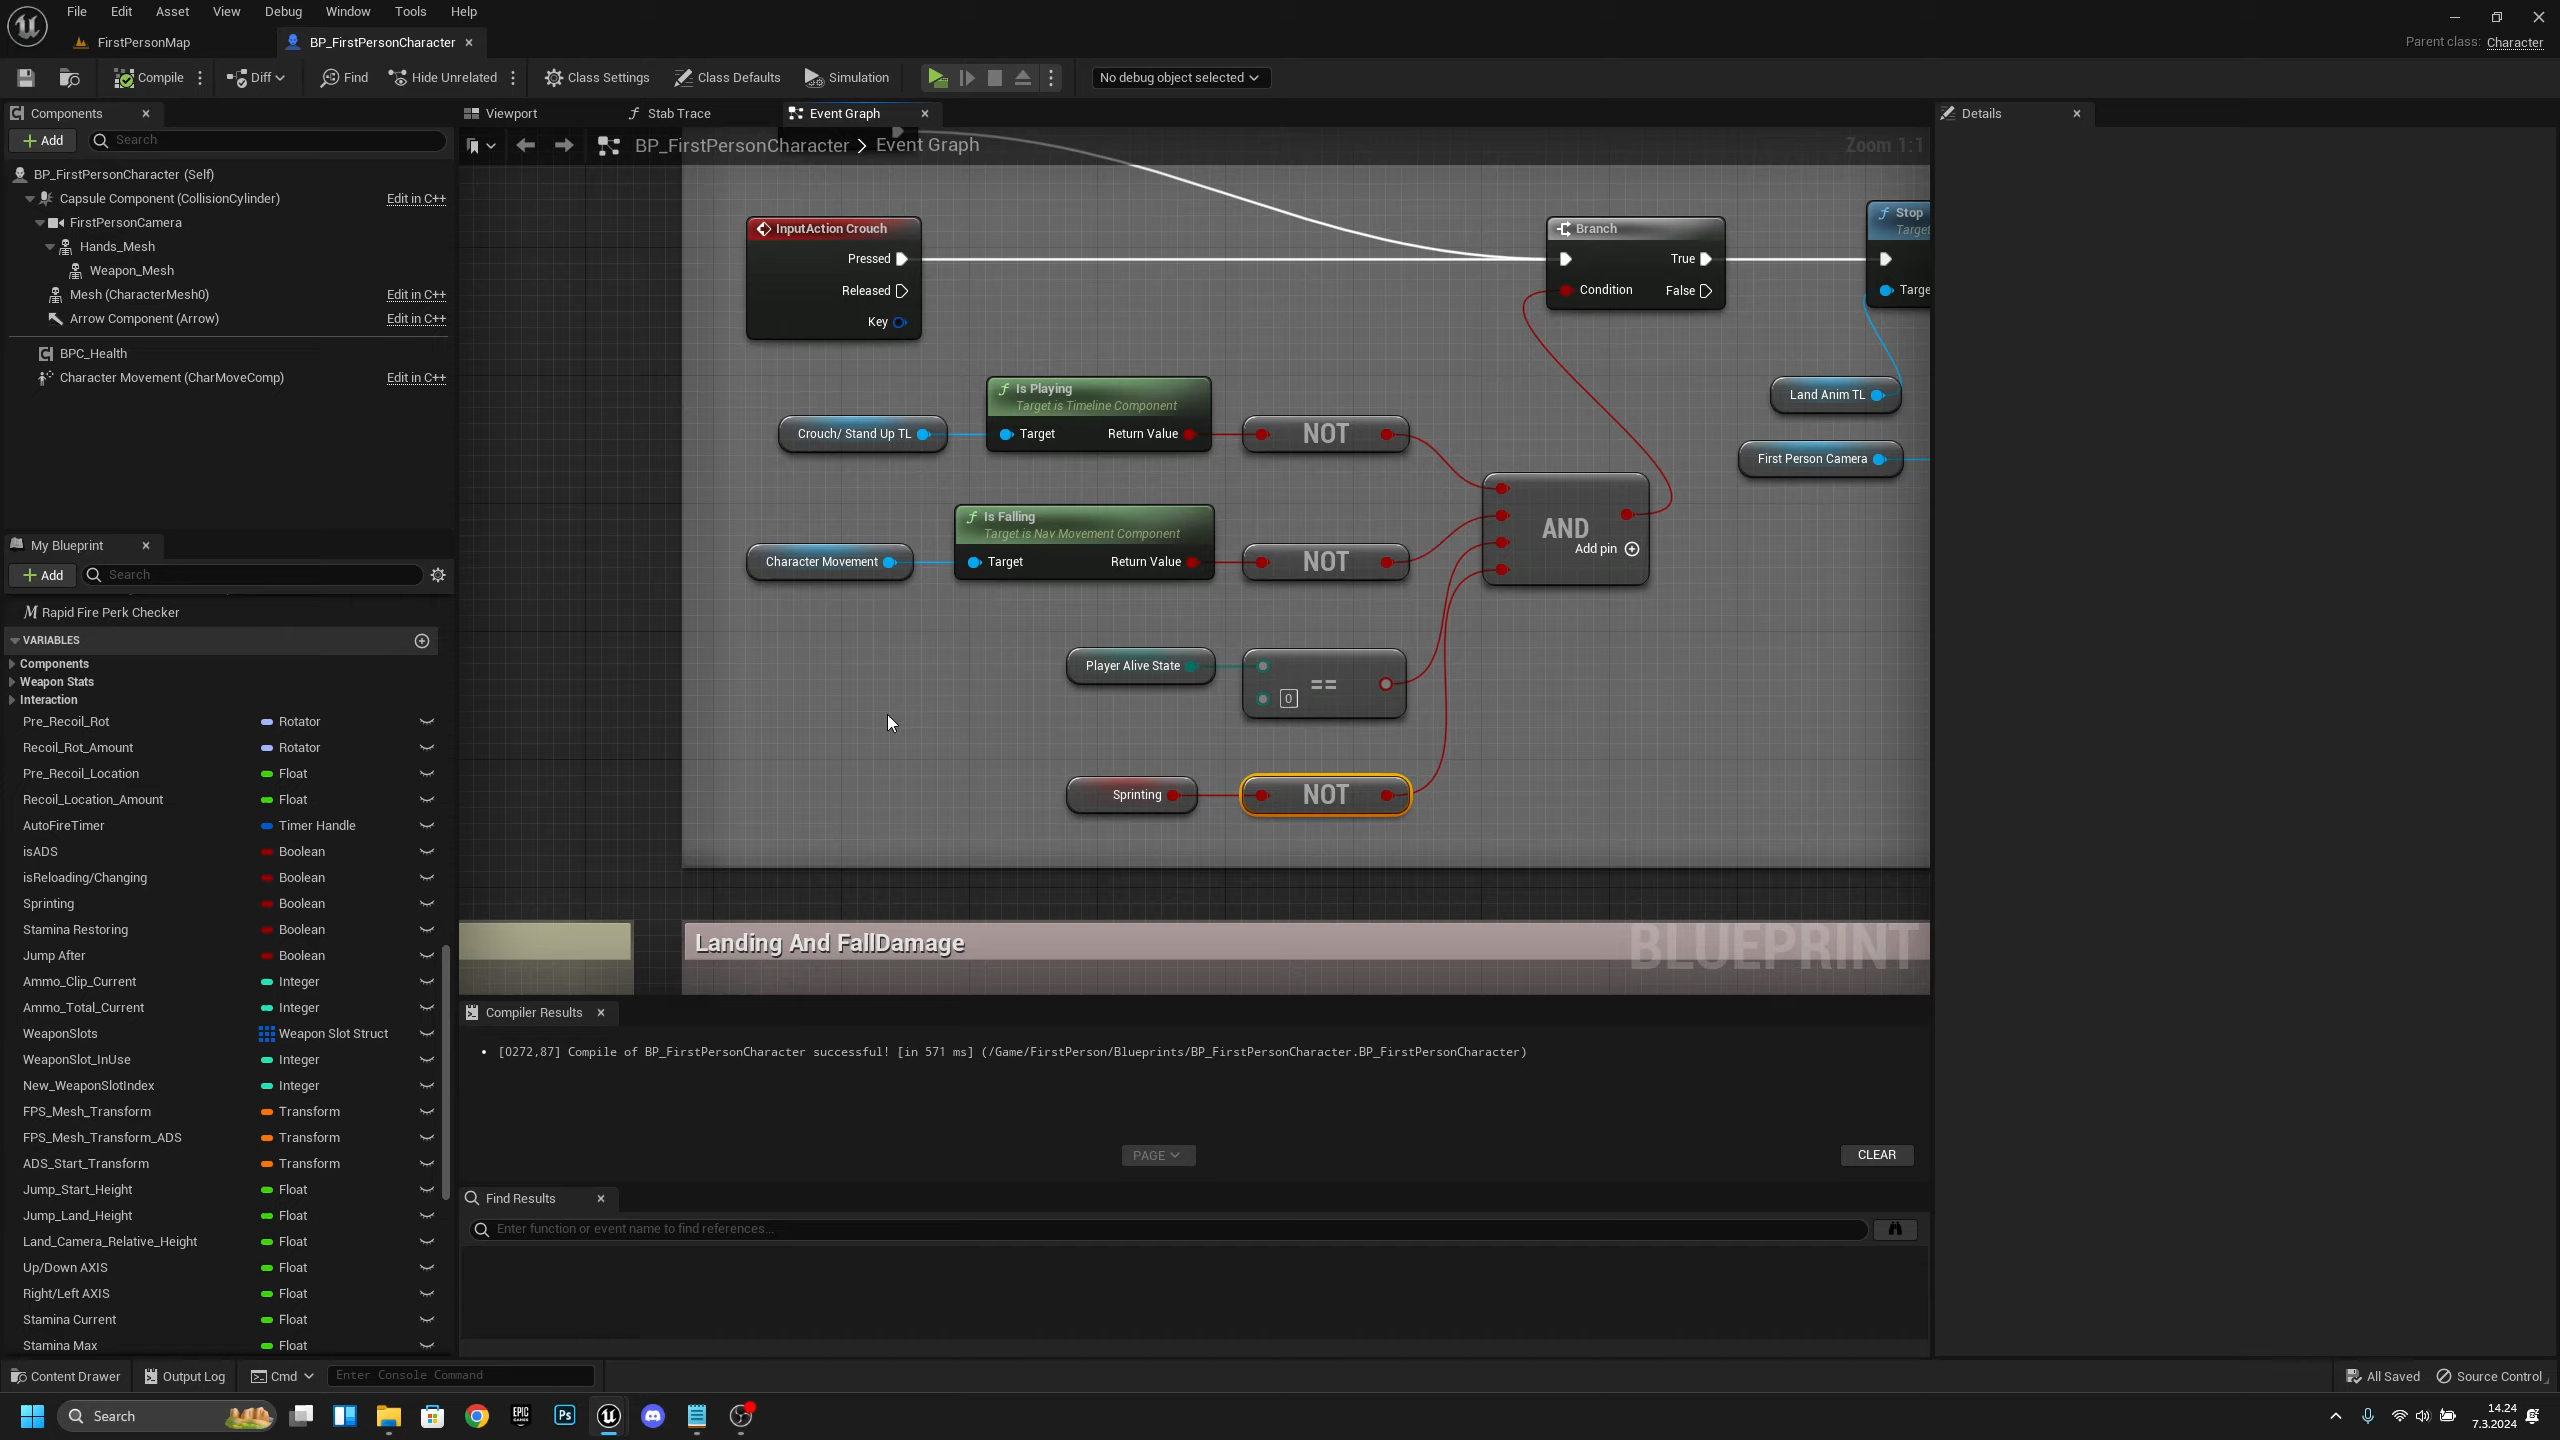 File Edit Asset View Debug Window Tools Help
FirstPersonMap
BP_FirstPersonCharacter
Parent class: Character
Compile
Diff
Find
Hide Unrelated
Class Settings
Class Defaults
Simulation
No debug object selected
Components
Add
Search
BP_FirstPersonCharacter (Self)
Capsule Component (CollisionCylinder) Edit in C++
FirstPersonCamera
Hands_Mesh
Weapon_Mesh
Mesh (CharacterMesh0) Edit in C++
Arrow Component (Arrow) Edit in C++
BPC_Health
Character Movement (CharMoveComp) Edit in C++
My Blueprint
Add
Search
Rapid Fire Perk Checker
VARIABLES
Components
Weapon Stats
Interaction
Pre_Recoil_Rot Rotator
Recoil_Rot_Amount Rotator
Pre_Recoil_Location Float
Recoil_Location_Amount Float
AutoFireTimer Timer Handle
isADS Boolean
isReloading/Changing Boolean
Sprinting Boolean
Stamina Restoring Boolean
Jump After Boolean
Ammo_Clip_Current Integer
Ammo_Total_Current Integer
WeaponSlots Weapon Slot Struct
WeaponSlot_InUse Integer
New_WeaponSlotIndex Integer
FPS_Mesh_Transform Transform
FPS_Mesh_Transform_ADS Transform
ADS_Start_Transform Transform
Jump_Start_Height Float
Jump_Land_Height Float
Land_Camera_Relative_Height Float
Up/Down AXIS Float
Right/Left AXIS Float
Stamina Current Float
Stamina Max Float
Viewport
Stab Trace
Event Graph
BP_FirstPersonCharacter > Event Graph
Zoom 1:1
InputAction Crouch
Pressed
Released
Key
Branch
True
Condition False
Stop
Target
Targe
Is Playing
Target is Timeline Component
Crouch/ Stand Up TL
Target Return Value
NOT
Land Anim TL
First Person Camera
Is Falling
Target is Nav Movement Component
Character Movement
Target Return Value
NOT
AND
Add pin
Player Alive State
==
0
Sprinting
NOT
Landing And FallDamage
BLUEPRINT
Compiler Results
• [0272,87] Compile of BP_FirstPersonCharacter successful! [in 571 ms] (/Game/FirstPerson/Blueprints/BP_FirstPersonCharacter.BP_FirstPersonCharacter)
PAGE
CLEAR
Find Results
Enter function or event name to find references...
Details
Content Drawer
Output Log
Cmd
Enter Console Command
All Saved
Source Control
Search
EPIC
GAMES
Ps
14.24
7.3.2024